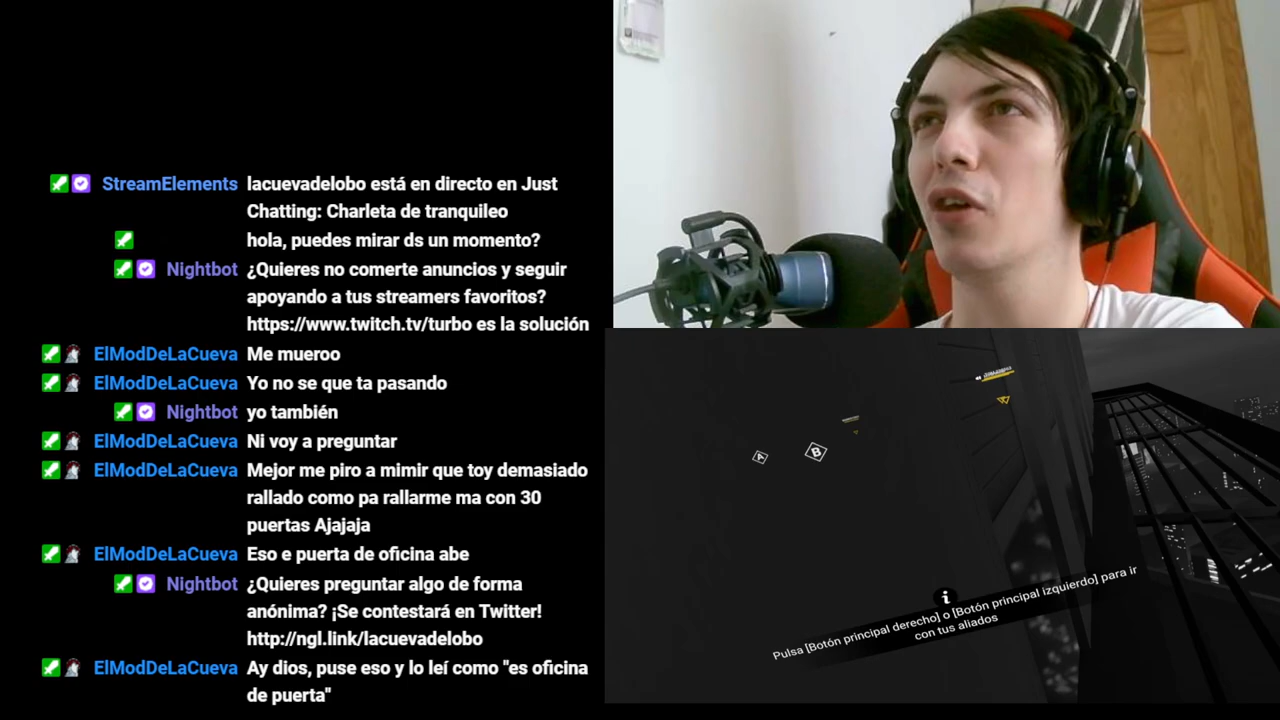 StreamElements lacuevadelobo está en directo en Just
Chatting: Charleta de tranquileo
hola, puedes mirar ds un momento?
Nightbot ¿Quieres no comerte anuncios y seguir
apoyando a tus streamers favoritos?
https://www.twitch.tv/turbo es la solución
ElModDeLaCueva Me mueroo
ElModDeLaCueva Yo no se que ta pasando
Nightbot yo también
ElModDeLaCueva Ni voy a preguntar
ElModDeLaCueva Mejor me piro a mimir que toy demasiado
rallado como pa rallarme ma con 30
puertas Ajajaja
ElModDeLaCueva Eso e puerta de oficina abe
Nightbot ¿Quieres preguntar algo de forma
anónima? ¡Se contestará en Twitter!
http://ngl.link/lacuevadelobo
ElModDeLaCueva Ay dios, puse eso y lo leí como "es oficina
de puerta"
A
B
Pulsa [Botón principal derecho] o [Botón principal izquierdo] para ir
con tus aliados